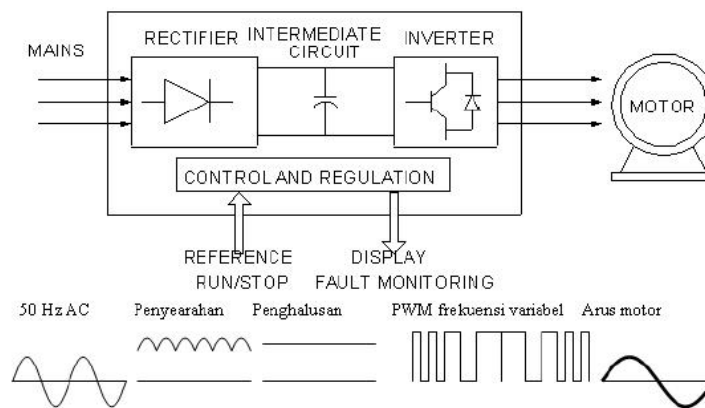 MAINS
RECTIFIER
INTERMEDIATE
CIRCUIT
INVERTER
MOTOR
CONTROL AND REGULATION
REFERENCE
RUN/STOP
DISPLAY
FAULT MONITORING
50 Hz AC
Penyearahan
Penghalusan
PWM frekuensi variabel
Arus motor